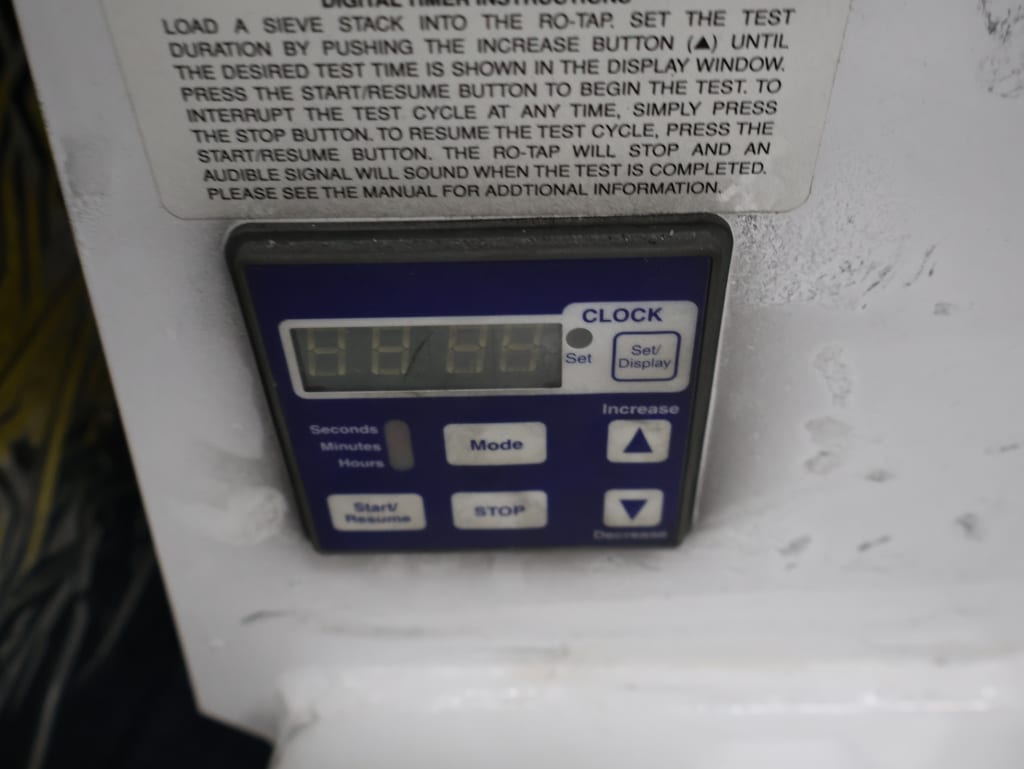 DIGITAL TIMER INSTRUCTIONS
LOAD A SIEVE STACK INTO THE RO-TAP. SET THE TEST
DURATION BY PUSHING THE INCREASE BUTTON (▲) UNTIL
THE DESIRED TEST TIME IS SHOWN IN THE DISPLAY WINDOW.
PRESS THE START/RESUME BUTTON TO BEGIN THE TEST. TO
INTERRUPT THE TEST CYCLE AT ANY TIME, SIMPLY PRESS
THE STOP BUTTON. TO RESUME THE TEST CYCLE, PRESS THE
START/RESUME BUTTON. THE RO-TAP WILL STOP AND AN
AUDIBLE SIGNAL WILL SOUND WHEN THE TEST IS COMPLETED.
PLEASE SEE THE MANUAL FOR ADDTIONAL INFORMATION.
CLOCK
Set
Set/
Display
Increase
Seconds
Minutes
Hours
Mode
Start/
Resume
STOP
Decrease